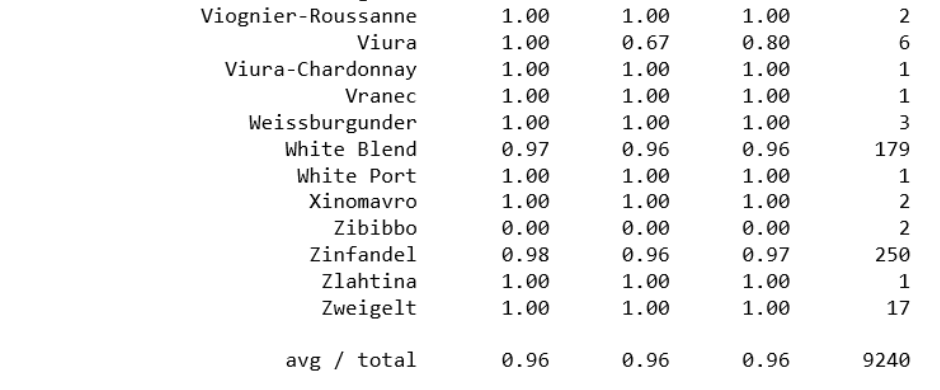 Viognier-Roussanne 1.00 1.00 1.00 2
Viura 1.00 0.67 0.80 6
Viura-Chardonnay 1.00 1.00 1.00 1
Vranec 1.00 1.00 1.00 1
Weissburgunder 1.00 1.00 1.00 3
White Blend 0.97 0.96 0.96 179
White Port 1.00 1.00 1.00 1
Xinomavro 1.00 1.00 1.00 2
Zibibbo 0.00 0.00 0.00 2
Zinfandel 0.98 0.96 0.97 250
Zlahtina 1.00 1.00 1.00 1
Zweigelt 1.00 1.00 1.00 17
avg / total 0.96 0.96 0.96 9240